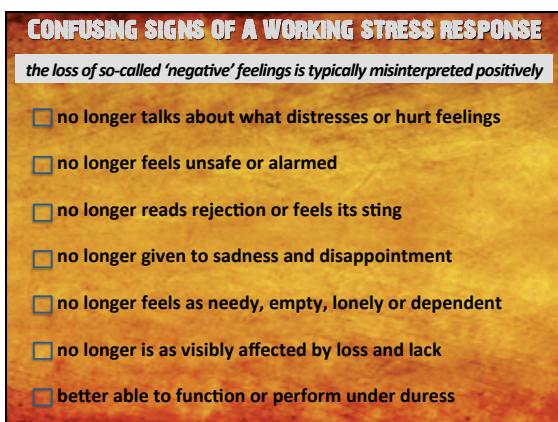 CONFUSING SIGNS OF A WORKING STRESS RESPONSE
the loss of so-called ‘negative’ feelings is typically misinterpreted positively
no longer talks about what distresses or hurt feelings
no longer feels unsafe or alarmed
no longer reads rejection or feels its sting
no longer given to sadness and disappointment
no longer feels as needy, empty, lonely or dependent
no longer is as visibly affected by loss and lack
better able to function or perform under duress